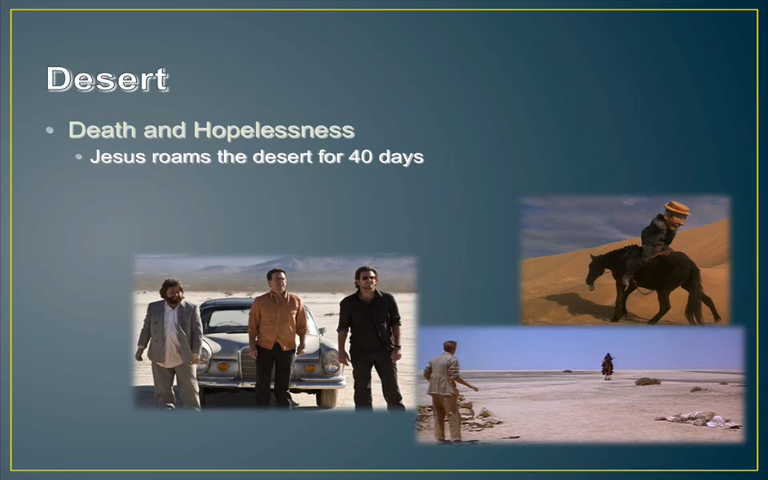 Desert
Death and Hopelessness
Jesus roams the desert for 40 days